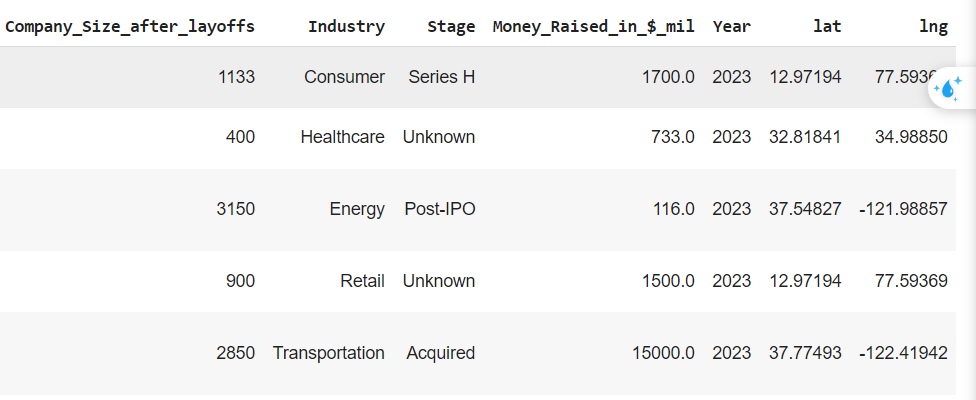 Company_Size_after_layoffs Industry Stage Money_Raised_in_$_mil Year lat lng
1133 Consumer Series H 1700.0 2023 12.97194
400 Healthcare Unknown 733.0 2023 32.81841 34.98850
3150 Energy Post-IPO 116.0 2023 37.54827 -121.98857
900 Retail Unknown 1500.0 2023 12.97194 77.59369
2850 Transportation Acquired 15000.0 2023 37.77493 -122.41942